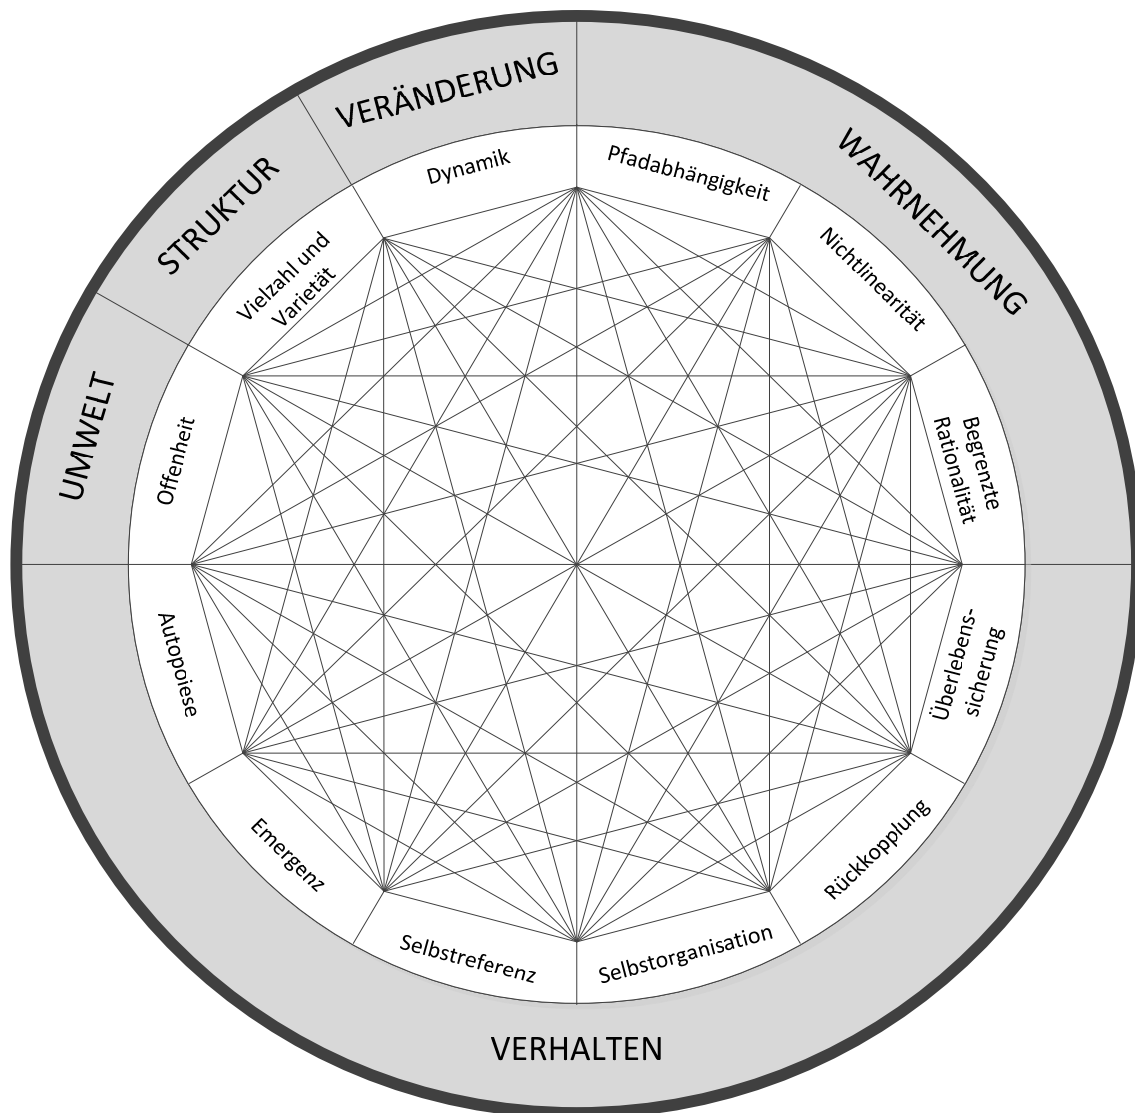 VERÄNDERUNG
WAHRNEHMUNG
STRUKTUR
UMWELT
VERHALTEN
Dynamik
Pfadabhängigkeit
Nichtlinearität
Begrenzte
Rationalität
Überlebens-
sicherung
Rückkopplung
Selbstorganisation
Selbstreferenz
Emergenz
Autopoiese
Offenheit
Vielzahl und
Varietät